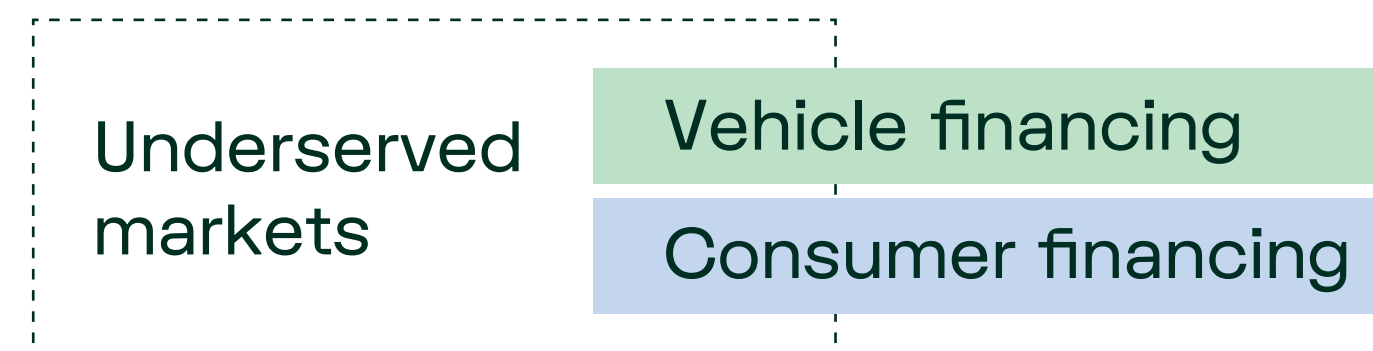 Underserved
markets
Vehicle financing
Consumer financing